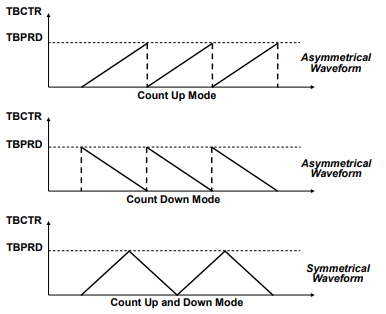 TBCTR
TBPRD
Asymmetrical
Waveform
Count Up Mode
TBCTR
TBPRD
Asymmetrical
Waveform
Count Down Mode
TBCTR
TBPRD
Symmetrical
Waveform
Count Up and Down Mode